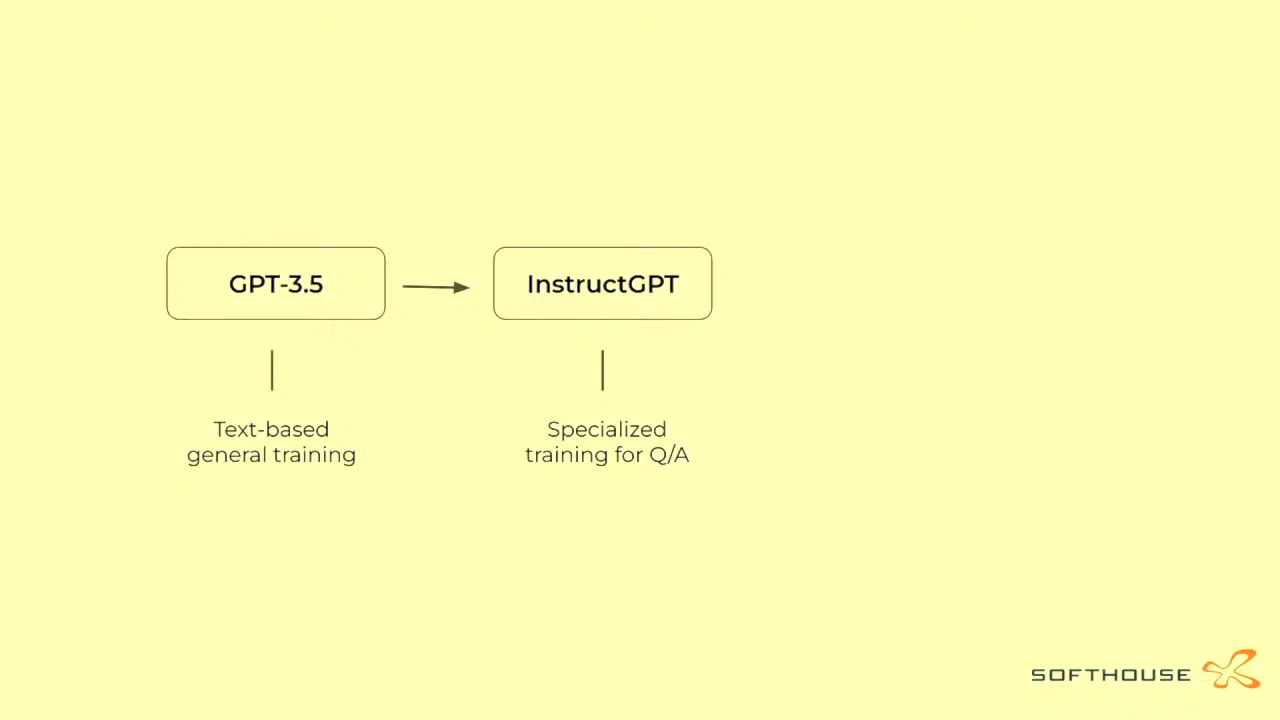 GPT-3.5
InstructGPT
Text-based
general training
Specialized
training for Q/A
SOFTHOUSE